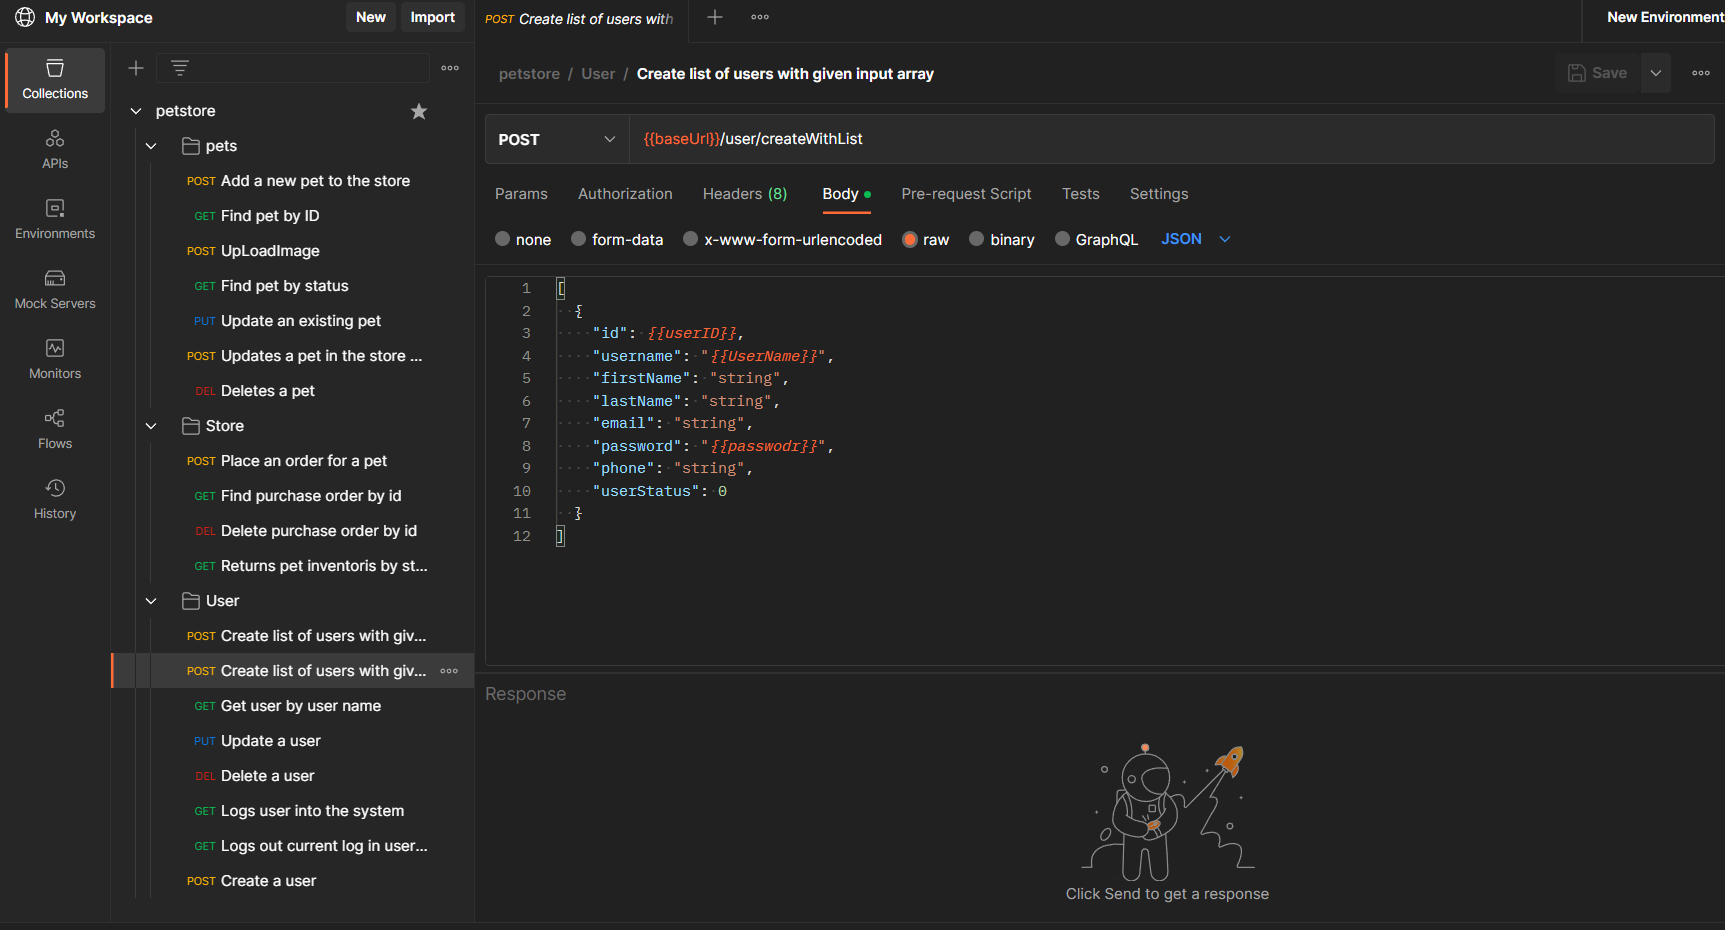 My Workspace
New
Import
POST Create list of users with
New Environment
Collections
APIs
Environments
Mock Servers
Monitors
Flows
History
petstore
pets
POST Add a new pet to the store
GET Find pet by ID
POST UpLoadImage
GET Find pet by status
PUT Update an existing pet
POST Updates a pet in the store ...
DEL Deletes a pet
Store
POST Place an order for a pet
GET Find purchase order by id
DEL Delete purchase order by id
GET Returns pet inventoris by st...
User
POST Create list of users with giv...
POST Create list of users with giv...
GET Get user by user name
PUT Update a user
DEL Delete a user
GET Logs user into the system
GET Logs out current log in user...
POST Create a user
petstore / User / Create list of users with given input array
Save
POST
{{baseUrl}}/user/createWithList
Params Authorization Headers (8) Body Pre-request Script Tests Settings
none form-data x-www-form-urlencoded raw binary GraphQL JSON
1 [
2 {
3 "id": {{userID}},
4 "username": "{{UserName}}",
5 "firstName": "string",
6 "lastName": "string",
7 "email": "string",
8 "password": "{{passwodr}}",
9 "phone": "string",
10 "userStatus": 0
11 }
12 ]
Response
Click Send to get a response